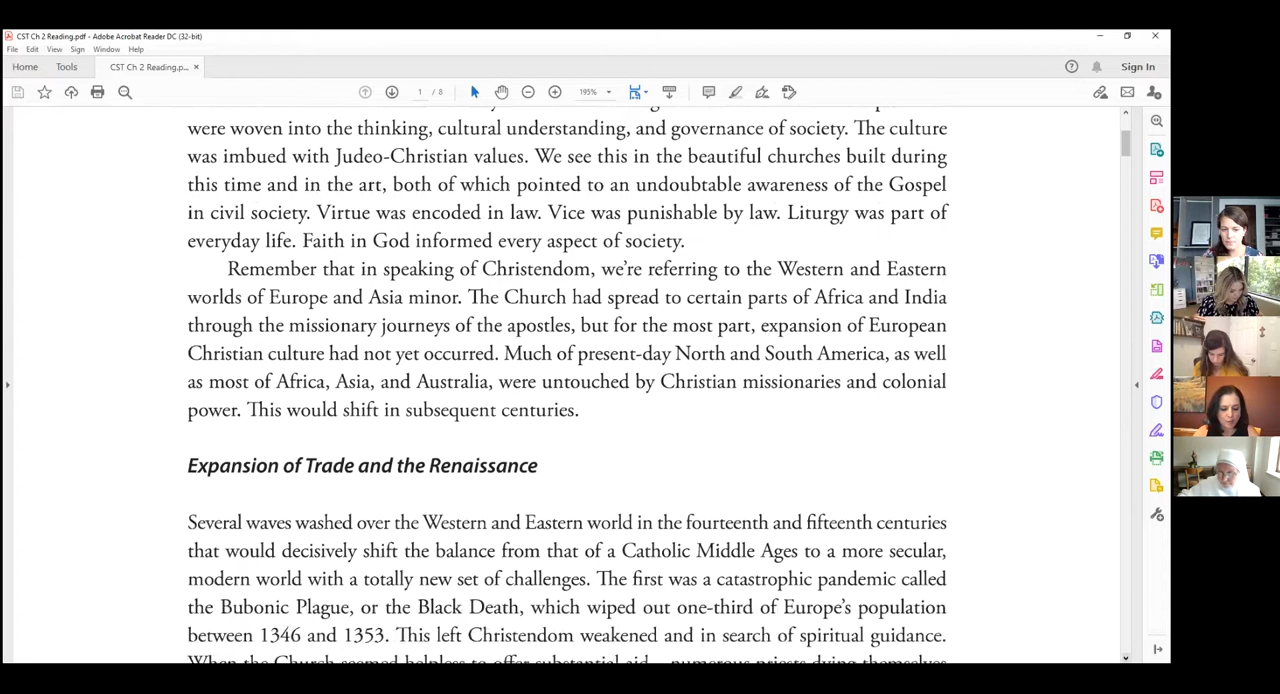 CST Ch 2 Reading.pdf - Adobe Acrobat Reader DC (32-bit)
File Edit View Sign Window Help
Home Tools CST Ch 2 Reading.p... × Sign In
1 / 8 195%
were woven into the thinking, cultural understanding, and governance of society. The culture
was imbued with Judeo-Christian values. We see this in the beautiful churches built during
this time and in the art, both of which pointed to an undoubtable awareness of the Gospel
in civil society. Virtue was encoded in law. Vice was punishable by law. Liturgy was part of
everyday life. Faith in God informed every aspect of society.
Remember that in speaking of Christendom, we're referring to the Western and Eastern
worlds of Europe and Asia minor. The Church had spread to certain parts of Africa and India
through the missionary journeys of the apostles, but for the most part, expansion of European
Christian culture had not yet occurred. Much of present-day North and South America, as well
as most of Africa, Asia, and Australia, were untouched by Christian missionaries and colonial
power. This would shift in subsequent centuries.
Expansion of Trade and the Renaissance
Several waves washed over the Western and Eastern world in the fourteenth and fifteenth centuries
that would decisively shift the balance from that of a Catholic Middle Ages to a more secular,
modern world with a totally new set of challenges. The first was a catastrophic pandemic called
the Bubonic Plague, or the Black Death, which wiped out one-third of Europe's population
between 1346 and 1353. This left Christendom weakened and in search of spiritual guidance.
When the Church seemed helpless to offer substantial aid—numerous priests dying themselves